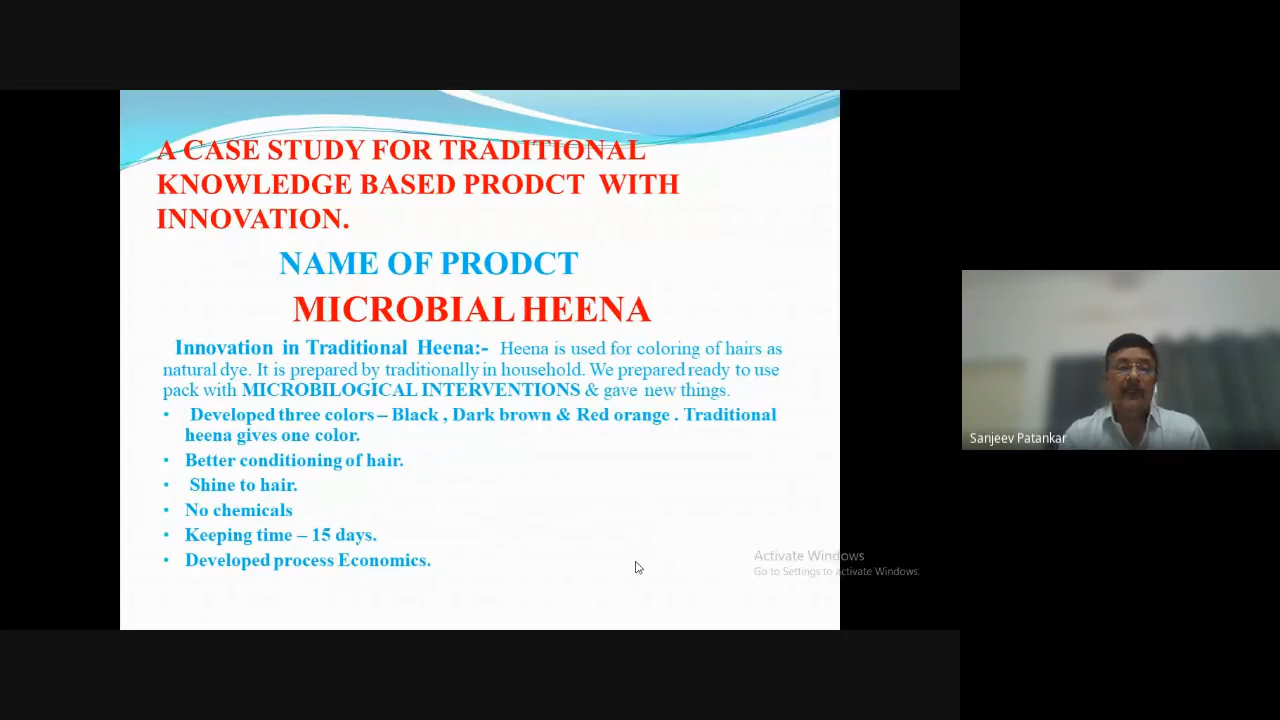 A CASE STUDY FOR TRADITIONAL
KNOWLEDGE BASED PRODCT WITH
INNOVATION.
NAME OF PRODCT
MICROBIAL HEENA
Innovation in Traditional Heena:- Heena is used for coloring of hairs as
natural dye. It is prepared by traditionally in household. We prepared ready to use
pack with MICROBILOGICAL INTERVENTIONS & gave new things.
• Developed three colors – Black , Dark brown & Red orange . Traditional
heena gives one color.
• Better conditioning of hair.
• Shine to hair.
• No chemicals
• Keeping time – 15 days.
• Developed process Economics.
Activate Windows
Go to Settings to activate Windows.
Sanjeev Patankar